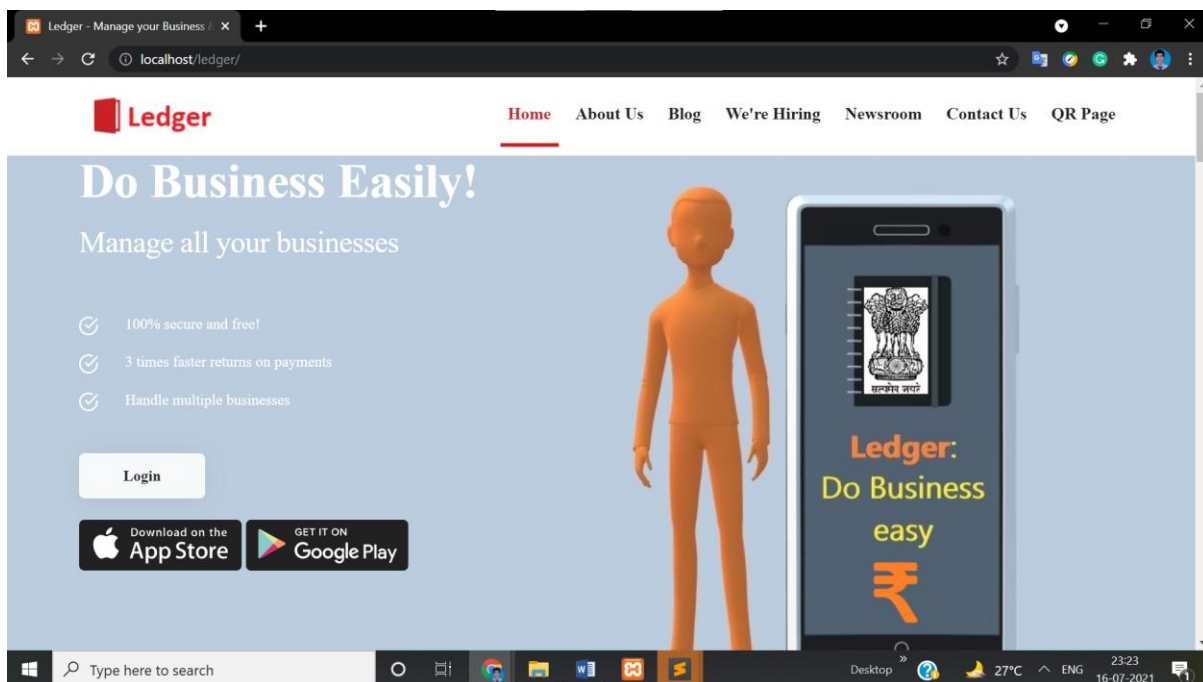 Ledger - Manage your Business &
localhost/ledger/
Ledger
Home About Us Blog We're Hiring Newsroom Contact Us QR Page
Do Business Easily!
Manage all your businesses
100% secure and free!
3 times faster returns on payments
Handle multiple businesses
Login
Download on the
App Store
GET IT ON
Google Play
सत्यमेव जयते
Ledger:
Do Business
easy
₹
Type here to search
Desktop
27°C
ENG
23:23
16-07-2021